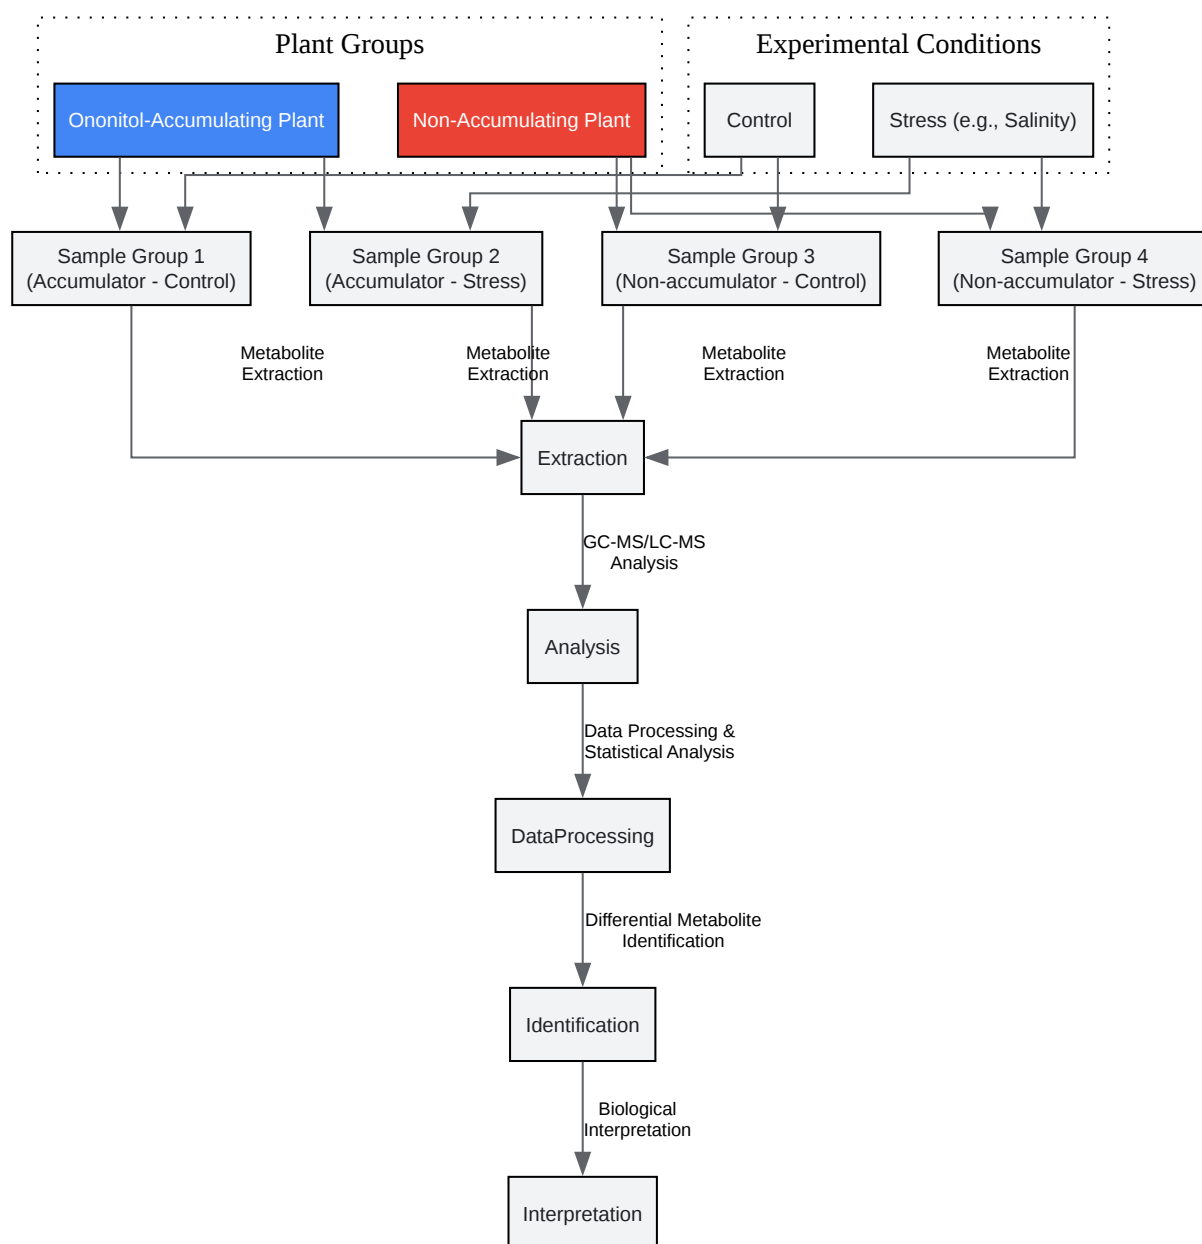 Plant Groups
Experimental Conditions
Ononitol-Accumulating Plant
Non-Accumulating Plant
Control
Stress (e.g., Salinity)
Sample Group 1
(Accumulator - Control)
Sample Group 2
(Accumulator - Stress)
Sample Group 3
(Non-accumulator - Control)
Sample Group 4
(Non-accumulator - Stress)
Metabolite
Extraction
Metabolite
Extraction
Metabolite
Extraction
Metabolite
Extraction
Extraction
GC-MS/LC-MS
Analysis
Analysis
Data Processing &
Statistical Analysis
DataProcessing
Differential Metabolite
Identification
Identification
Biological
Interpretation
Interpretation